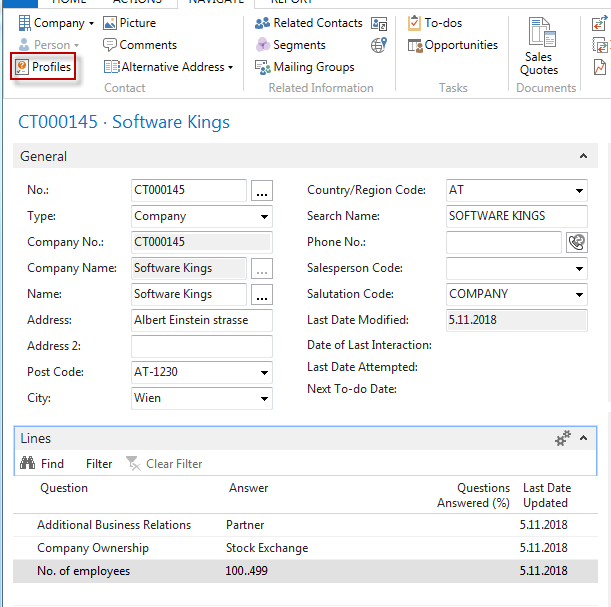 HOME ACTIONS NAVIGATE REPORT
Company Picture Related Contacts To-dos
Person Comments Segments Opportunities
Profiles Alternative Address Mailing Groups Sales Quotes
Contact Related Information Tasks Documents
CT000145 · Software Kings
General
No.: CT000145 ... Country/Region Code: AT
Type: Company Search Name: SOFTWARE KINGS
Company No.: CT000145 Phone No.:
Company Name: Software Kings ... Salesperson Code:
Name: Software Kings ... Salutation Code: COMPANY
Address: Albert Einstein strasse Last Date Modified: 5.11.2018
Address 2: Date of Last Interaction:
Post Code: AT-1230 Last Date Attempted:
City: Wien Next To-do Date:
Lines
Find Filter Clear Filter
Question Answer Questions Answered (%) Last Date Updated
Additional Business Relations Partner 5.11.2018
Company Ownership Stock Exchange 5.11.2018
No. of employees 100..499 5.11.2018